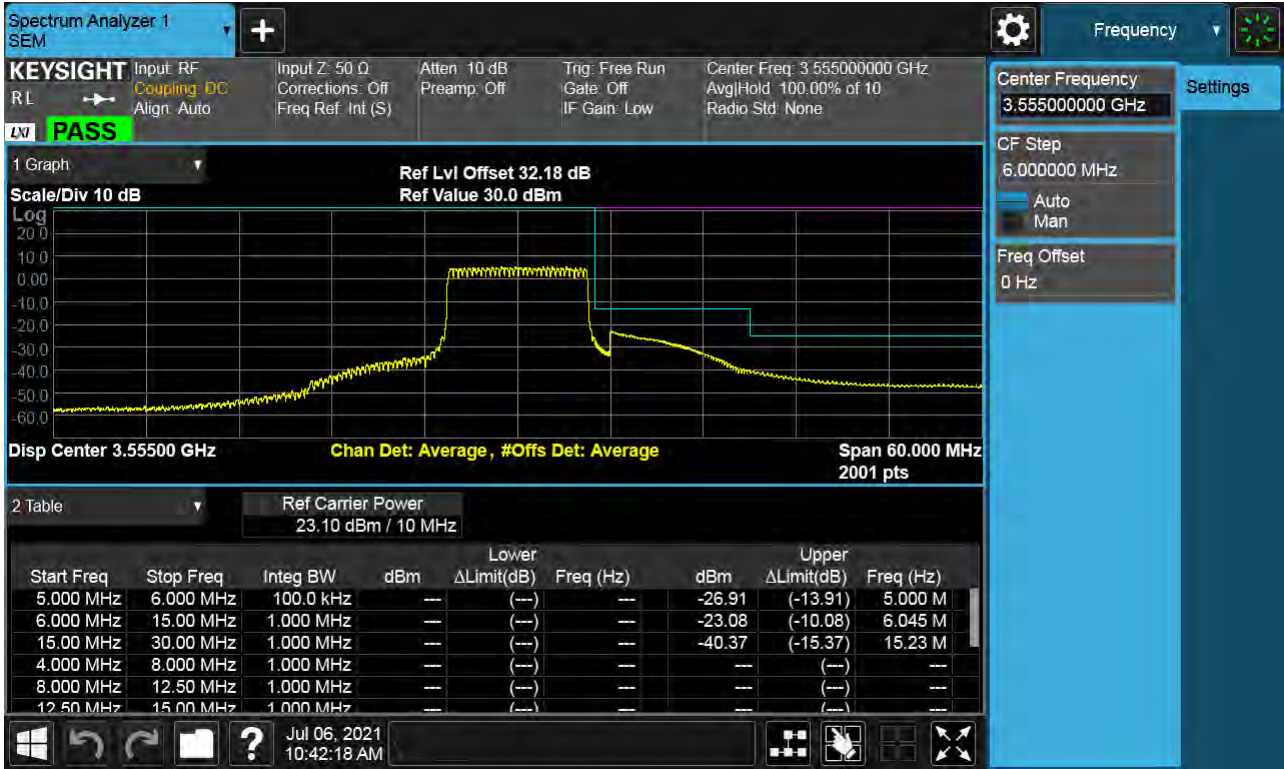 Spectrum Analyzer 1
SEM
Frequency
KEYSIGHT
Input: RF
Input Z: 50 Ω
Atten: 10 dB
Trig: Free Run
Center Freq: 3.555000000 GHz
R L
Coupling: DC
Corrections: Off
Preamp: Off
Gate: Off
Avg|Hold: 100.00% of 10
Align: Auto
Freq Ref: Int (S)
IF Gain: Low
Radio Std: None
LXI
PASS
Center Frequency
3.555000000 GHz
Settings
CF Step
6.000000 MHz
Auto
Man
Freq Offset
0 Hz
1 Graph
Ref Lvl Offset 32.18 dB
Scale/Div 10 dB
Ref Value 30.0 dBm
Log
20.0
10.0
0.00
-10.0
-20.0
-30.0
-40.0
-50.0
-60.0
Disp Center 3.55500 GHz
Chan Det: Average, #Offs Det: Average
Span 60.000 MHz
2001 pts
2 Table
Ref Carrier Power
23.10 dBm / 10 MHz
Lower Upper
Start Freq Stop Freq Integ BW dBm ΔLimit(dB) Freq (Hz) dBm ΔLimit(dB) Freq (Hz)
5.000 MHz 6.000 MHz 100.0 kHz --- (---) --- -26.91 (-13.91) 5.000 M
6.000 MHz 15.00 MHz 1.000 MHz --- (---) --- -23.08 (-10.08) 6.045 M
15.00 MHz 30.00 MHz 1.000 MHz --- (---) --- -40.37 (-15.37) 15.23 M
4.000 MHz 8.000 MHz 1.000 MHz --- (---) --- --- (---) ---
8.000 MHz 12.50 MHz 1.000 MHz --- (---) --- --- (---) ---
12.50 MHz 15.00 MHz 1.000 MHz --- (---) --- --- (---) ---
Jul 06, 2021
10:42:18 AM